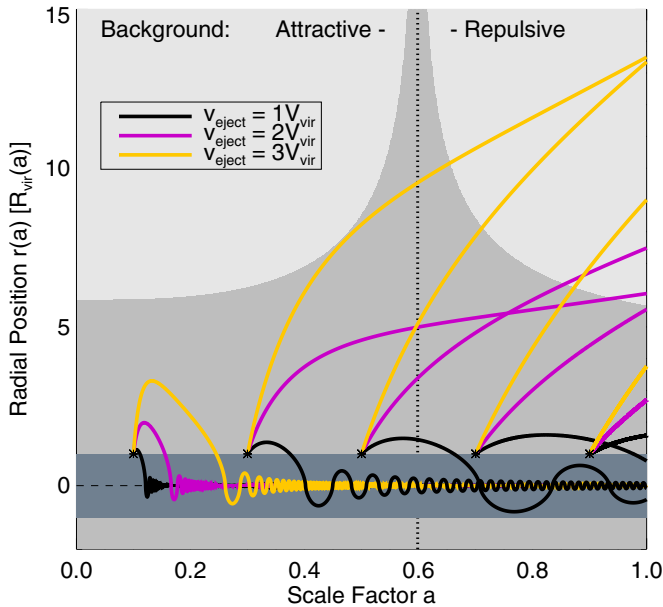 Background: Attractive - - Repulsive
v_eject = 1V_vir
v_eject = 2V_vir
v_eject = 3V_vir
Radial Position r(a) [R_vir(a)]
15
10
5
0
0.0 0.2 0.4 0.6 0.8 1.0
Scale Factor a